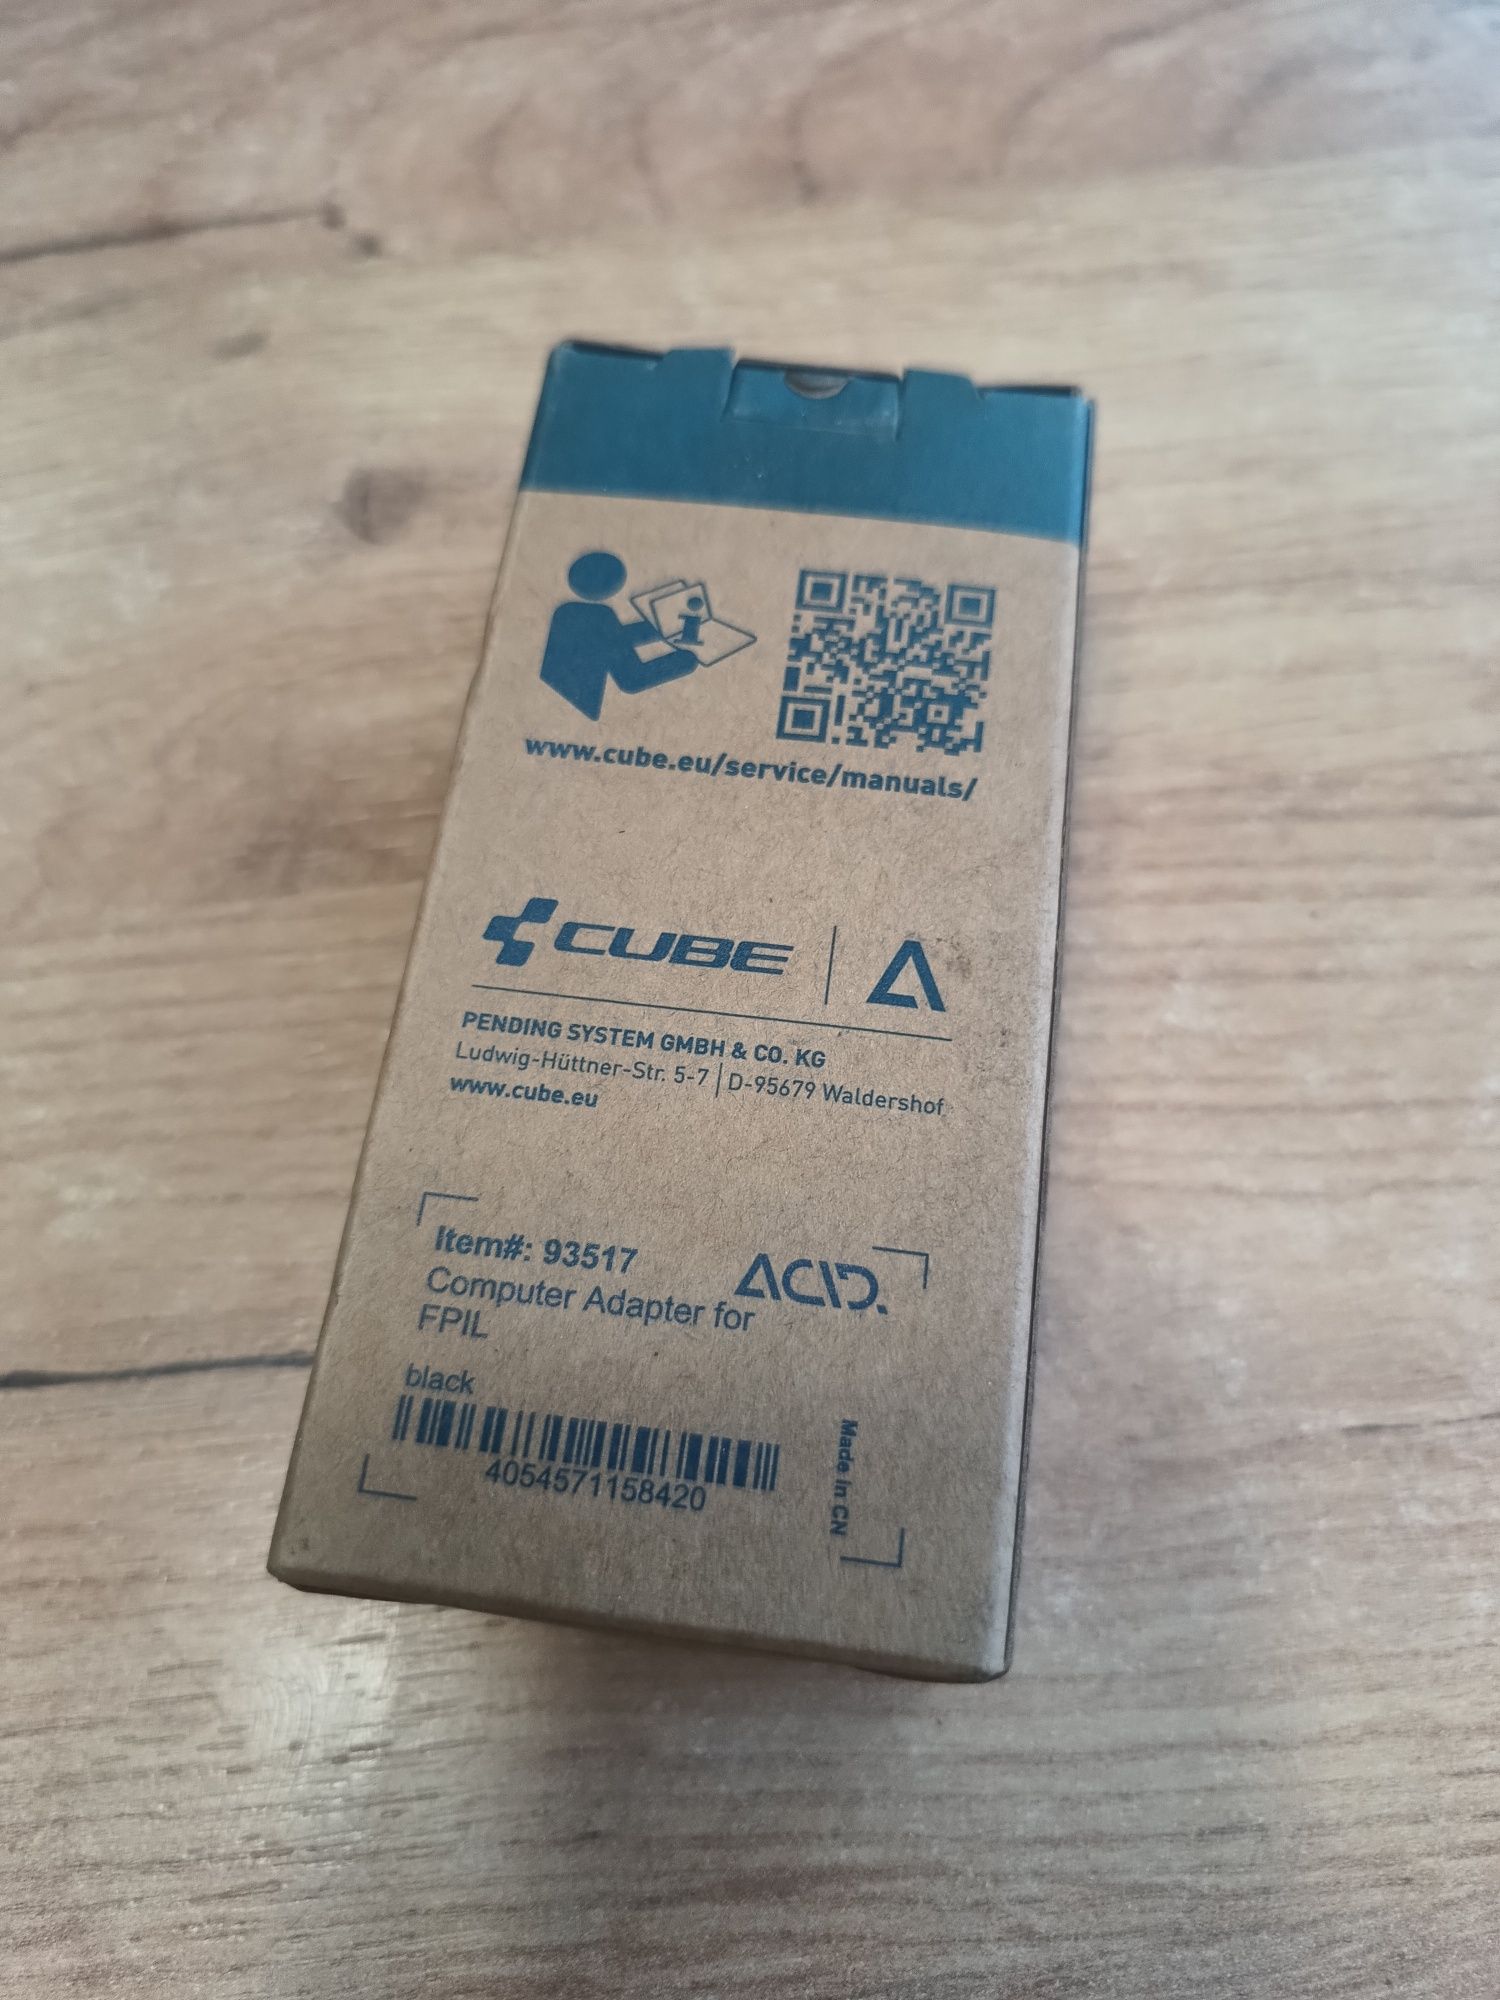 i
www.cube.eu/service/manuals/
CUBE
PENDING SYSTEM GMBH & CO. KG
Ludwig-Hüttner-Str. 5-7 | D-95679 Waldershof
www.cube.eu
Item#: 93517
ACID.
Computer Adapter for
FPIL
black
4054571158420
Made in CN